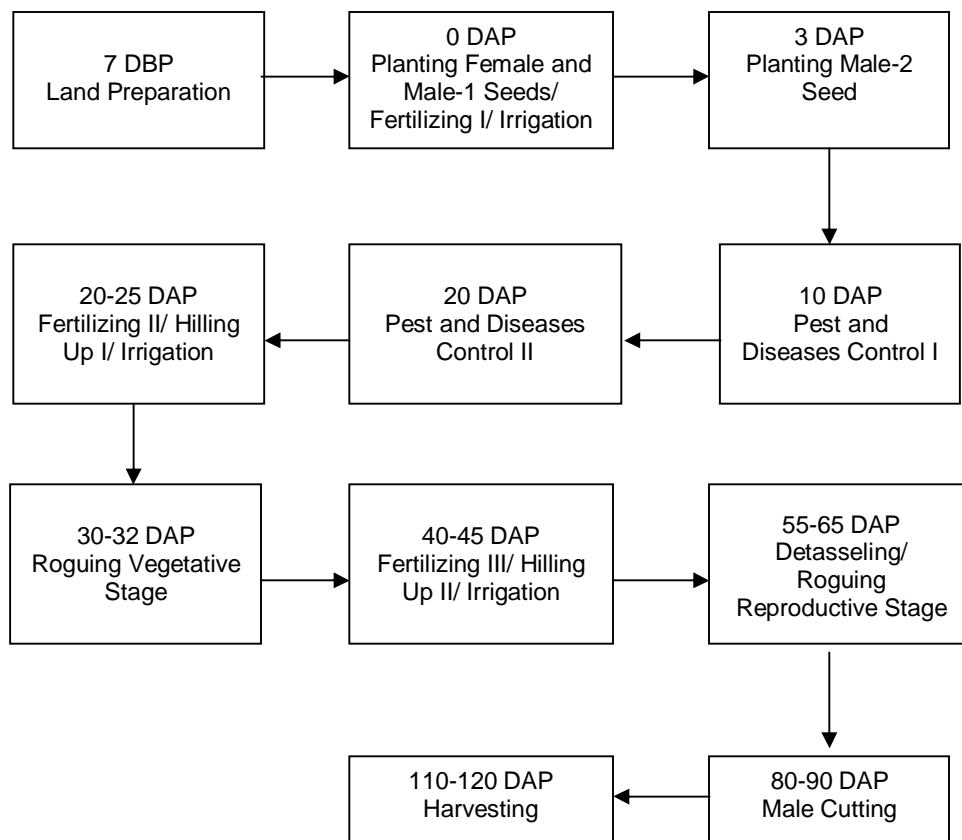 7 DBP
Land Preparation
0 DAP
Planting Female and
Male-1 Seeds/
Fertilizing I/ Irrigation
3 DAP
Planting Male-2
Seed
10 DAP
Pest and
Diseases Control I
20 DAP
Pest and Diseases
Control II
20-25 DAP
Fertilizing II/ Hilling
Up I/ Irrigation
30-32 DAP
Roguing Vegetative
Stage
40-45 DAP
Fertilizing III/ Hilling
Up II/ Irrigation
55-65 DAP
Detasseling/
Roguing
Reproductive Stage
80-90 DAP
Male Cutting
110-120 DAP
Harvesting